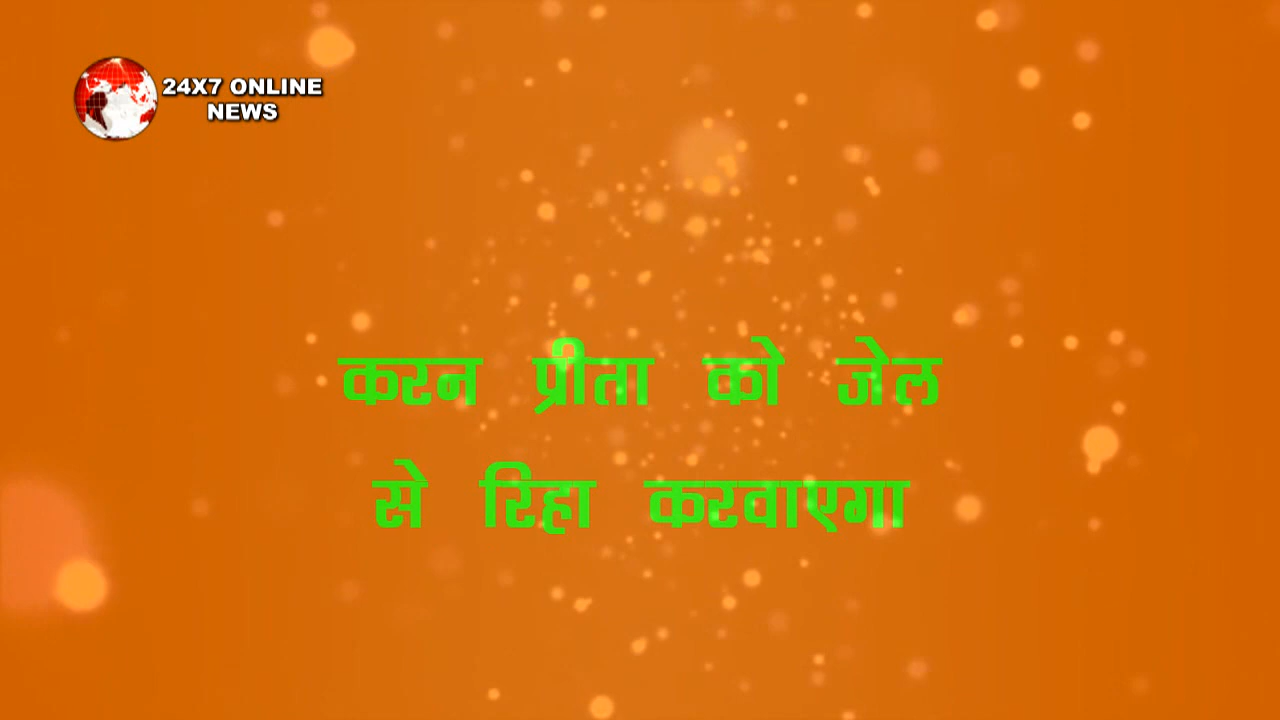 24X7 ONLINE
NEWS
करन प्रीता को जेल
से रिहा करवाएगा